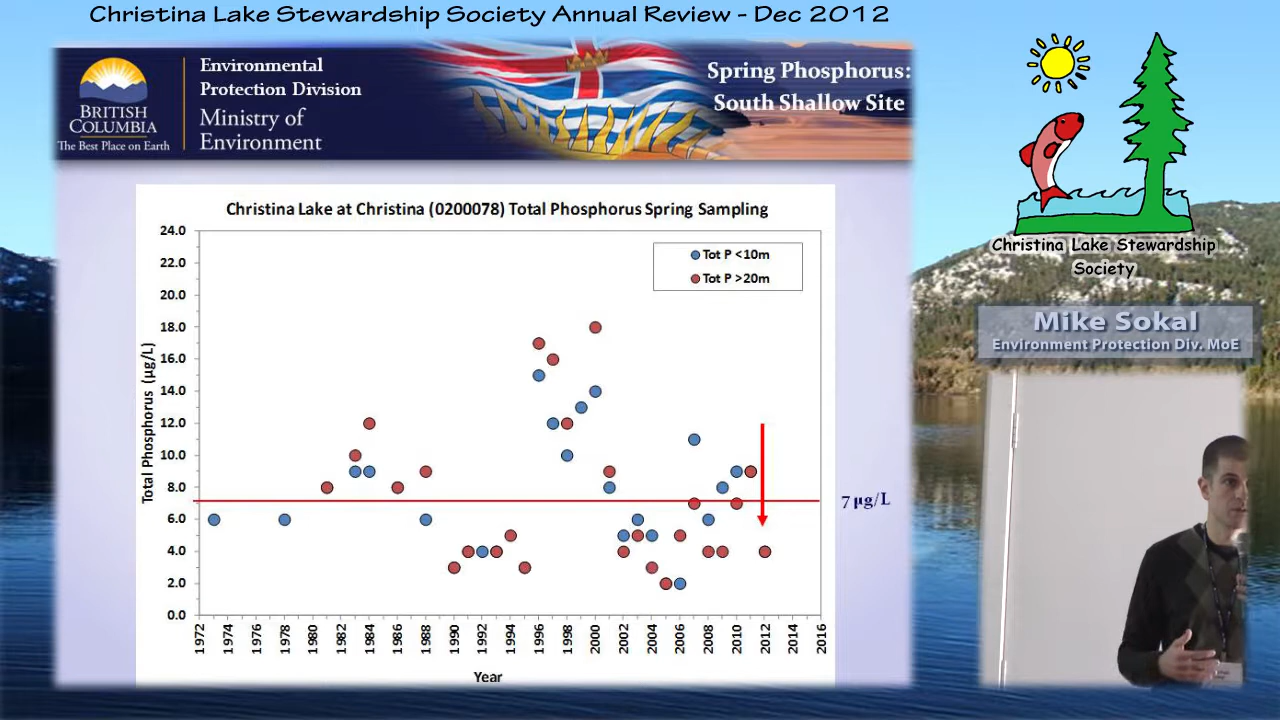 Christina Lake Stewardship Society Annual Review - Dec 2012
BRITISH
COLUMBIA
The Best Place on Earth
Environmental
Protection Division
Ministry of
Environment
Spring Phosphorus:
South Shallow Site
Christina Lake Stewardship
Society
Mike Sokal
Environment Protection Div. MoE
Christina Lake at Christina (0200078) Total Phosphorus Spring Sampling
Tot P <10m
Tot P >20m
Total Phosphorus (µg/L)
24.0
22.0
20.0
18.0
16.0
14.0
12.0
10.0
8.0
6.0
4.0
2.0
0.0
7 µg/L
1972 1974 1976 1978 1980 1982 1984 1986 1988 1990 1992 1994 1996 1998 2000 2002 2004 2006 2008 2010 2012 2014 2016
Year